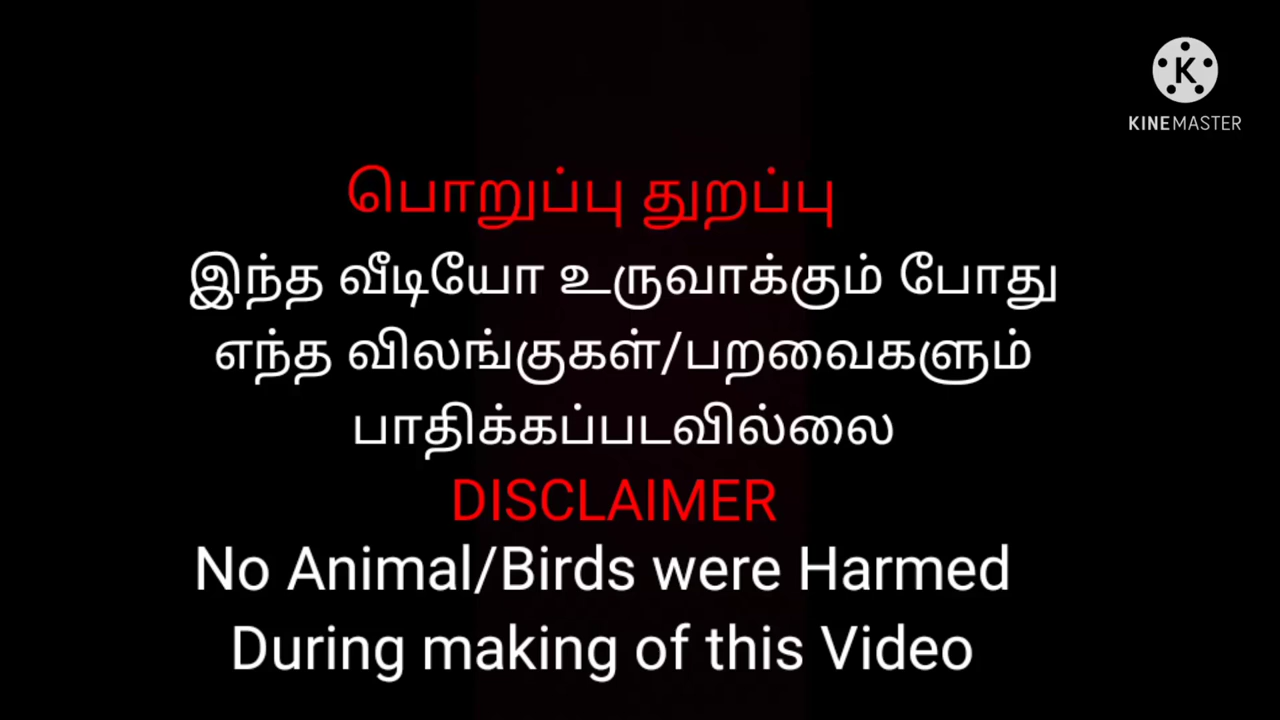 K
KINEMASTER
பொறுப்பு துறப்பு
இந்த வீடியோ உருவாக்கும் போது
எந்த விலங்குகள்/பறவைகளும்
பாதிக்கப்படவில்லை
DISCLAIMER
No Animal/Birds were Harmed
During making of this Video